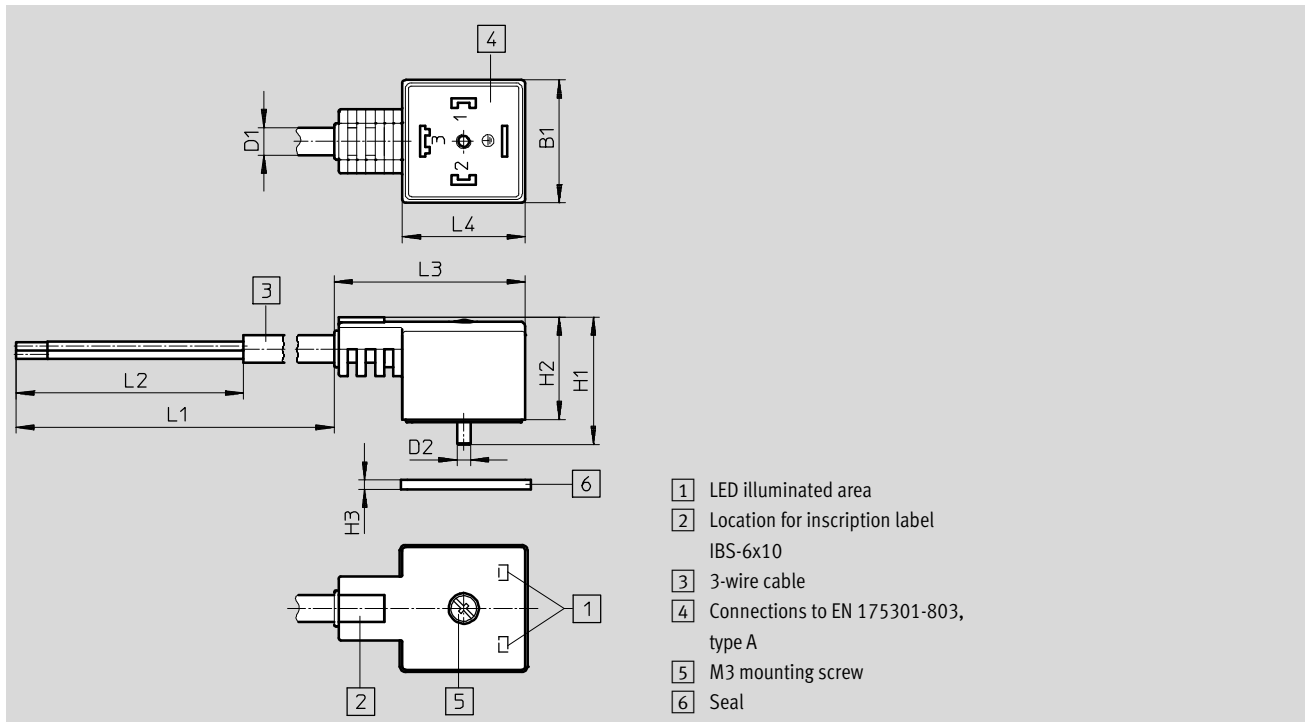 4
D1
1
3
2
B1
L4
L3
3
H2
H1
L2
L1
D2
6
H3
1
2
5
1 LED illuminated area
2 Location for inscription label
IBS-6x10
3 3-wire cable
4 Connections to EN 175301-803,
type A
5 M3 mounting screw
6 Seal